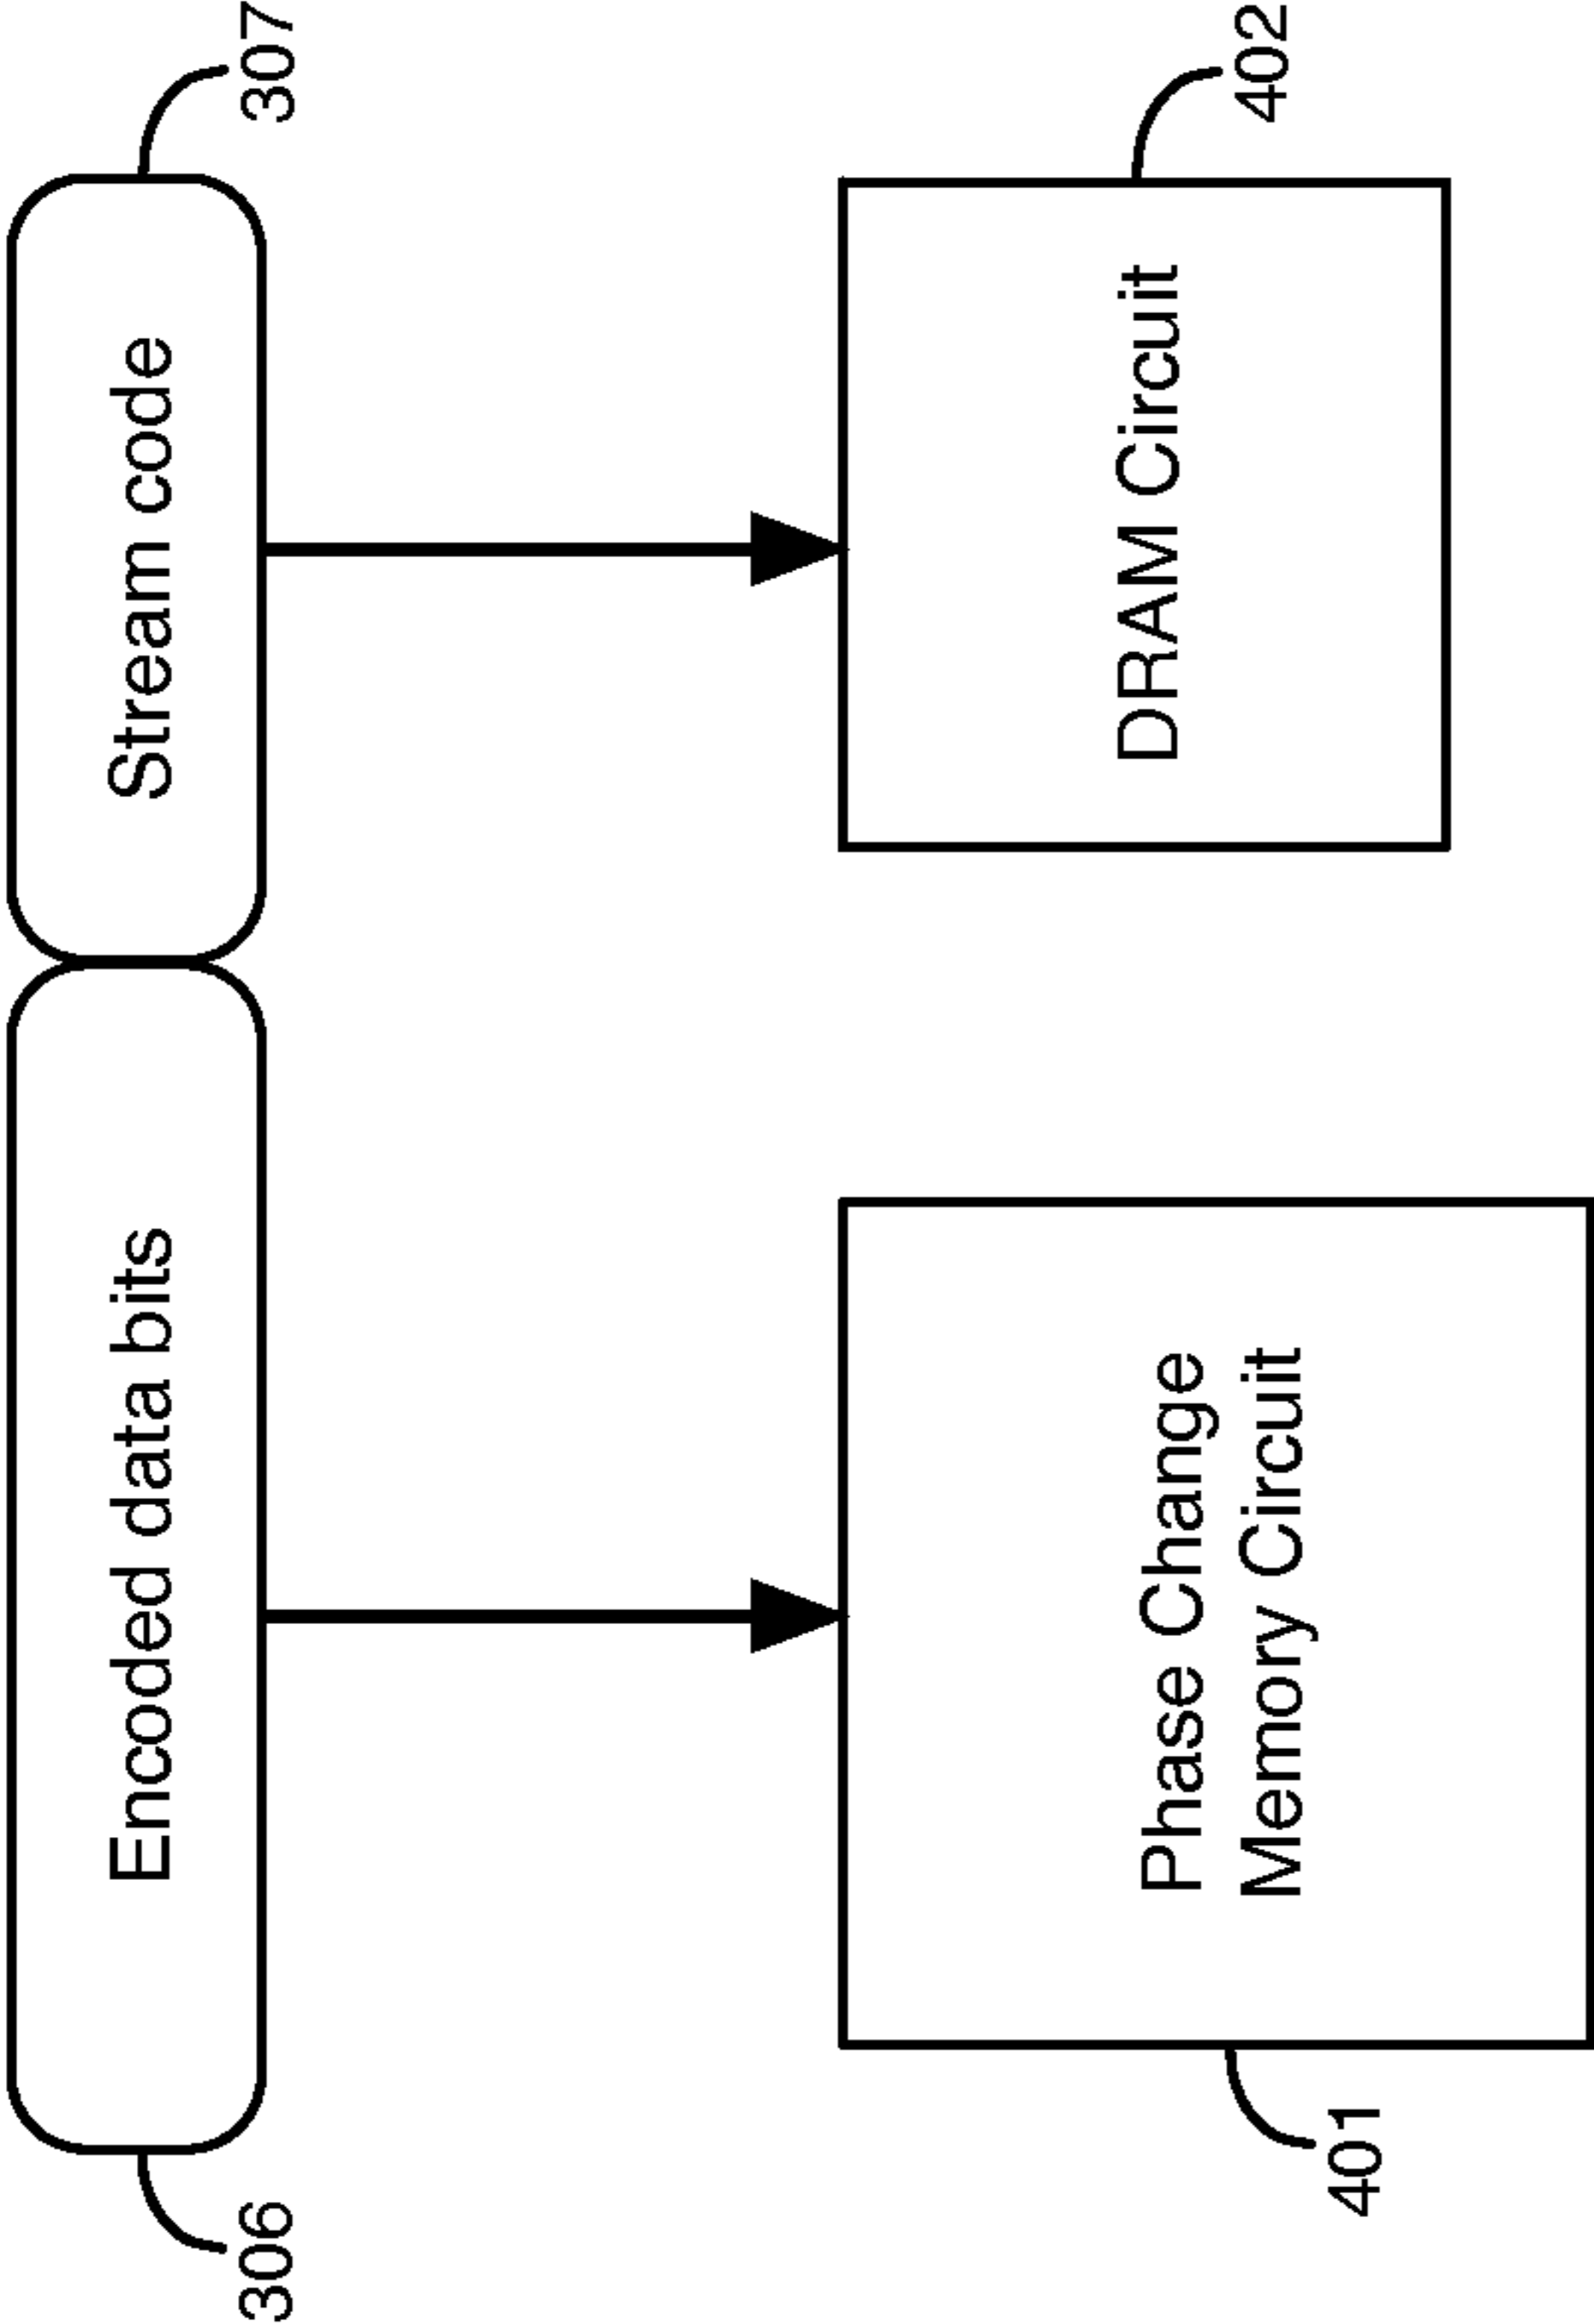 Encoded data bits
Stream code
306
307
Phase Change
Memory Circuit
DRAM Circuit
401
402